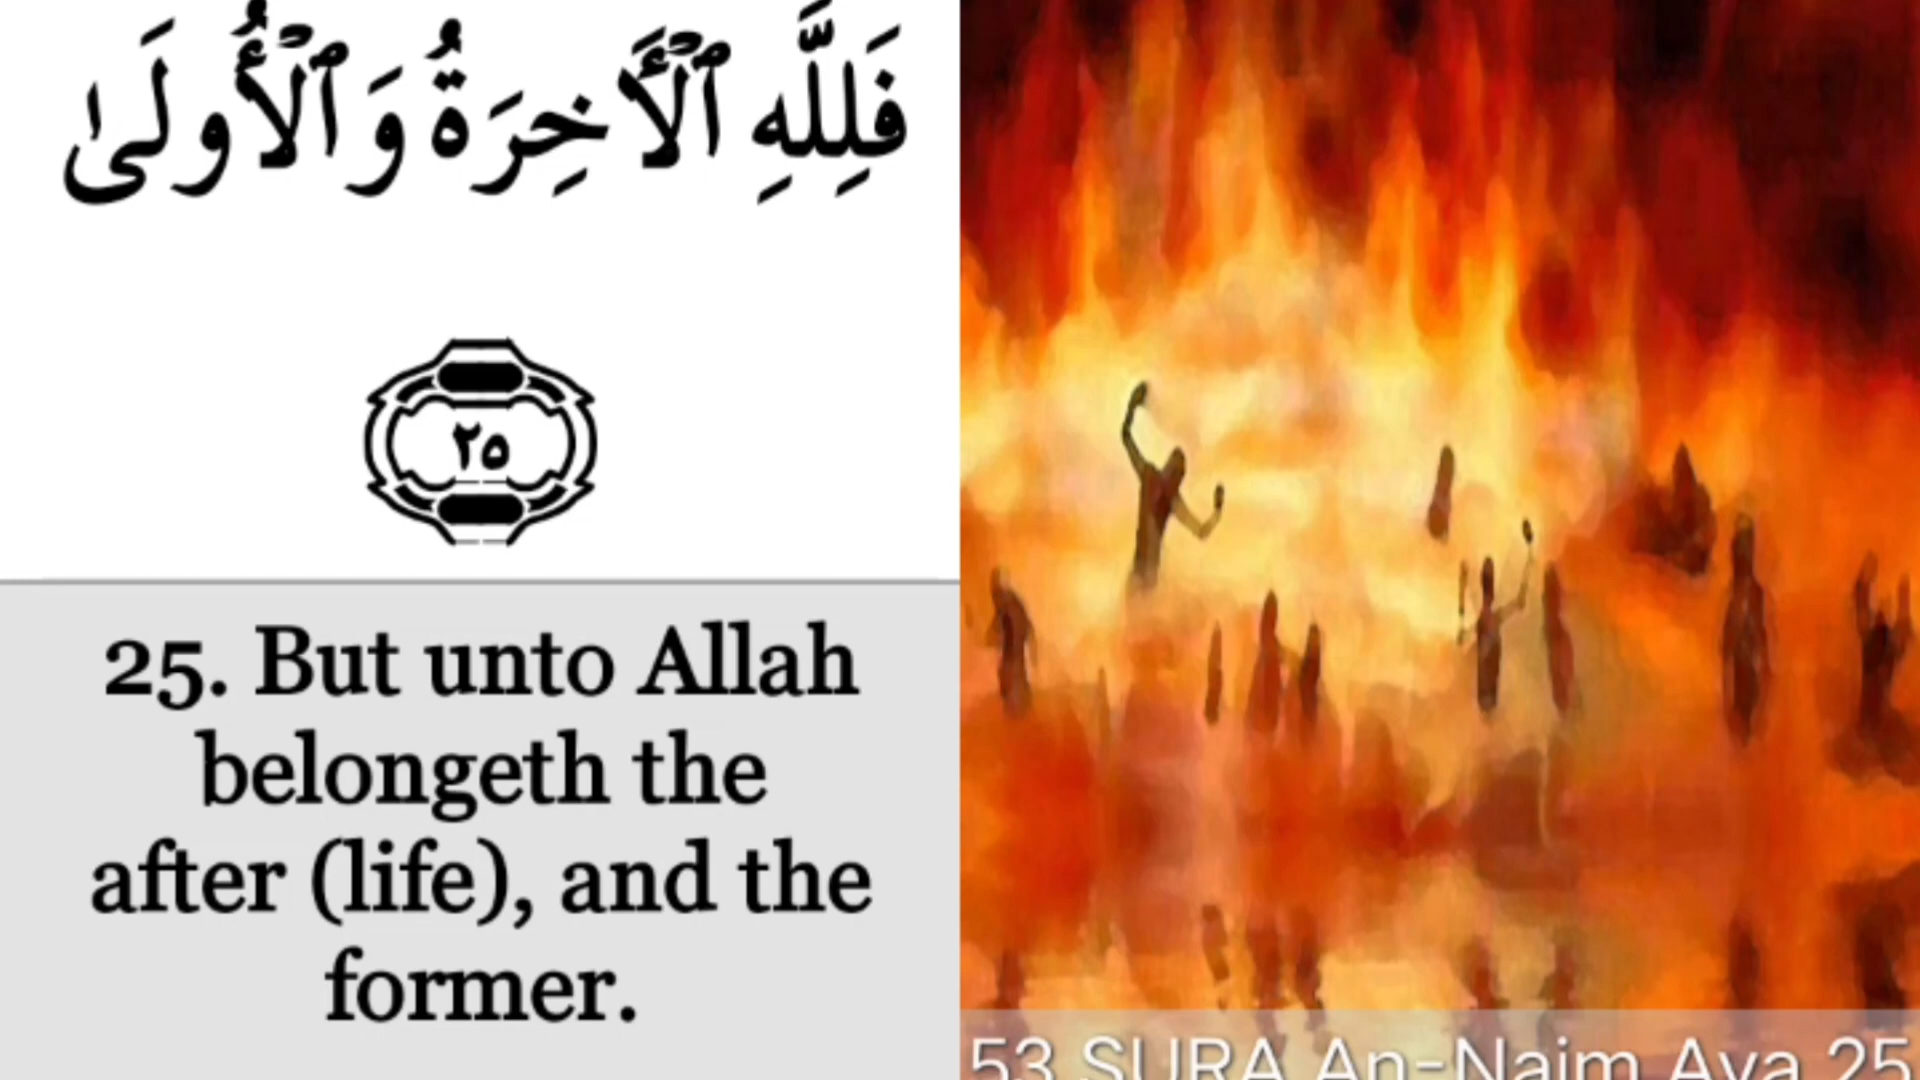 فَلِلَّهِ ٱلْأَخِرَةُ وَٱلْأُولَىٰ
٢٥
25. But unto Allah
belongeth the
after (life), and the
former.
53 SURA An-Najm Aya 25